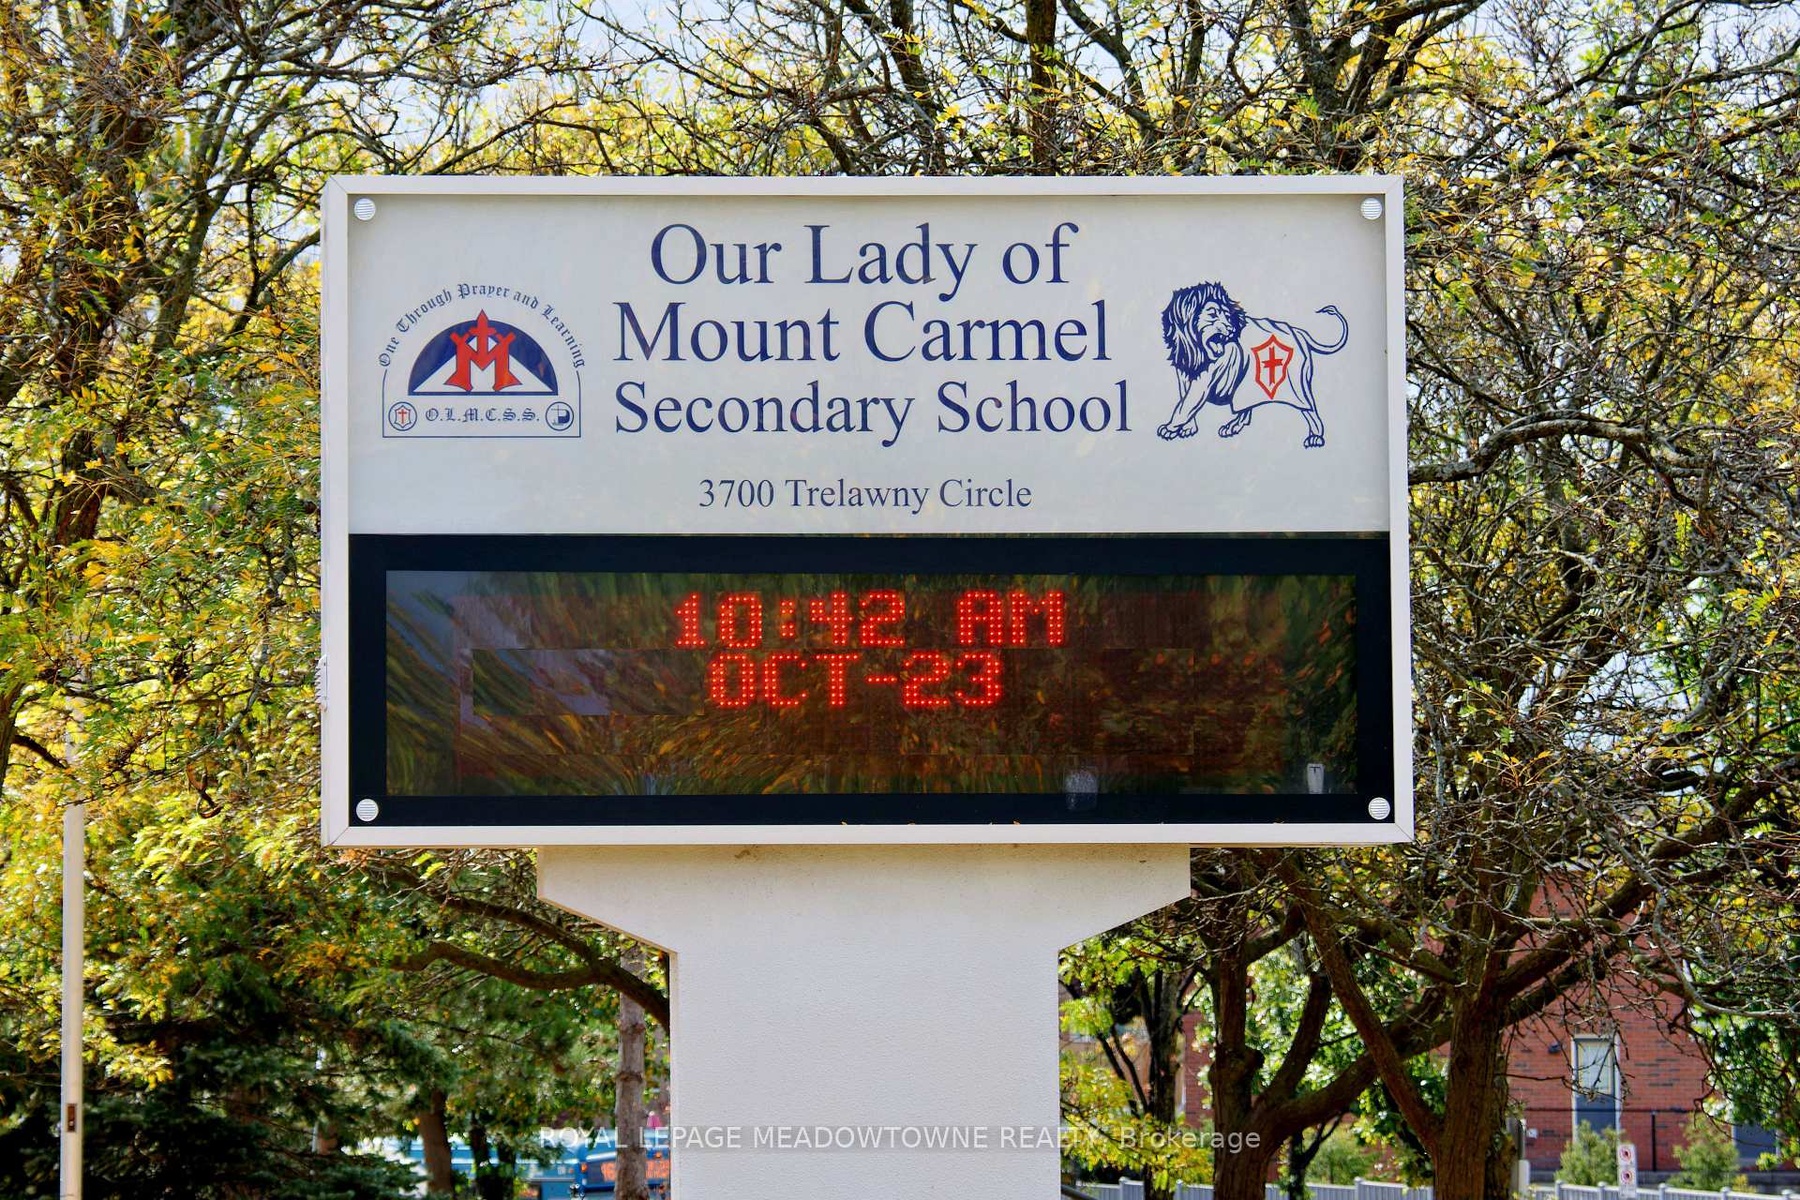 Our Lady of
Mount Carmel
Secondary School
One Through Prayer and Learning
O.L.M.C.S.S.
3700 Trelawny Circle
10:42 AM
OCT-23
ROYAL LEPAGE MEADOWTOWNE REALTY, Brokerage